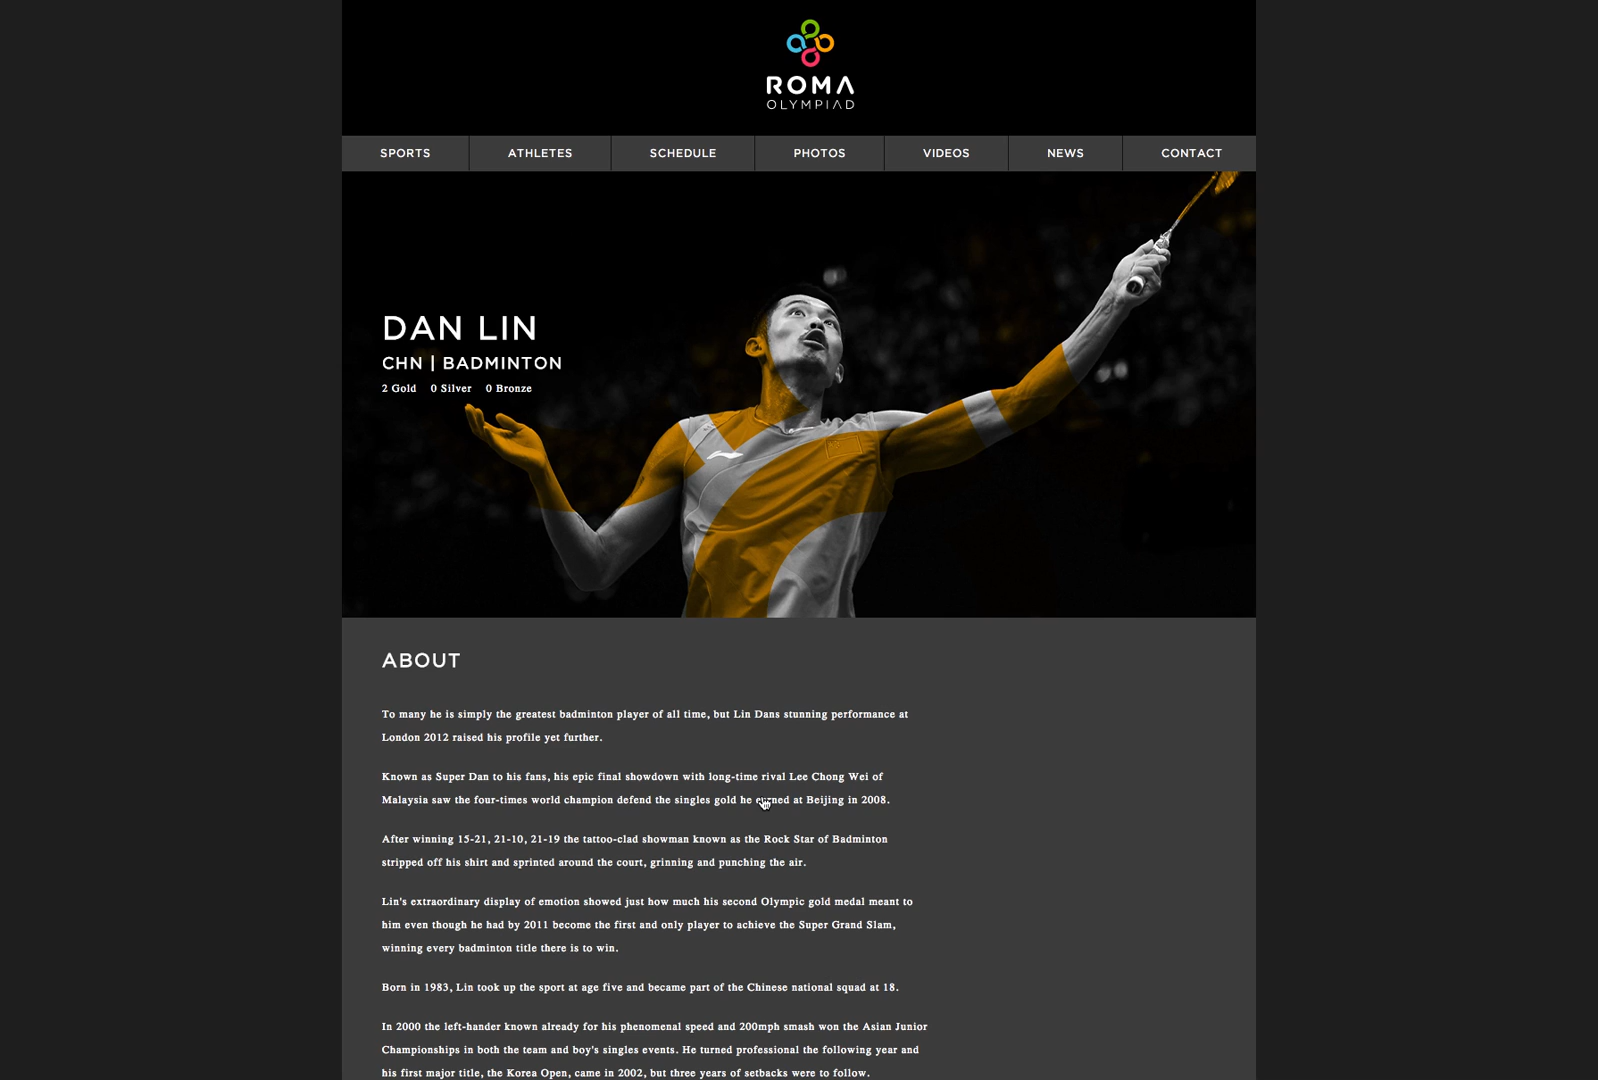 ROMA
OLYMPIAD
SPORTS
ATHLETES
SCHEDULE
PHOTOS
VIDEOS
NEWS
CONTACT
DAN LIN
CHN | BADMINTON
2 Gold 0 Silver 0 Bronze
ABOUT
To many he is simply the greatest badminton player of all time, but Lin Dans stunning performance at
London 2012 raised his profile yet further.
Known as Super Dan to his fans, his epic final showdown with long-time rival Lee Chong Wei of
Malaysia saw the four-times world champion defend the singles gold he earned at Beijing in 2008.
After winning 15-21, 21-10, 21-19 the tattoo-clad showman known as the Rock Star of Badminton
stripped off his shirt and sprinted around the court, grinning and punching the air.
Lin's extraordinary display of emotion showed just how much his second Olympic gold medal meant to
him even though he had by 2011 become the first and only player to achieve the Super Grand Slam,
winning every badminton title there is to win.
Born in 1983, Lin took up the sport at age five and became part of the Chinese national squad at 18.
In 2000 the left-hander known already for his phenomenal speed and 200mph smash won the Asian Junior
Championships in both the team and boy's singles events. He turned professional the following year and
his first major title, the Korea Open, came in 2002, but three years of setbacks were to follow.